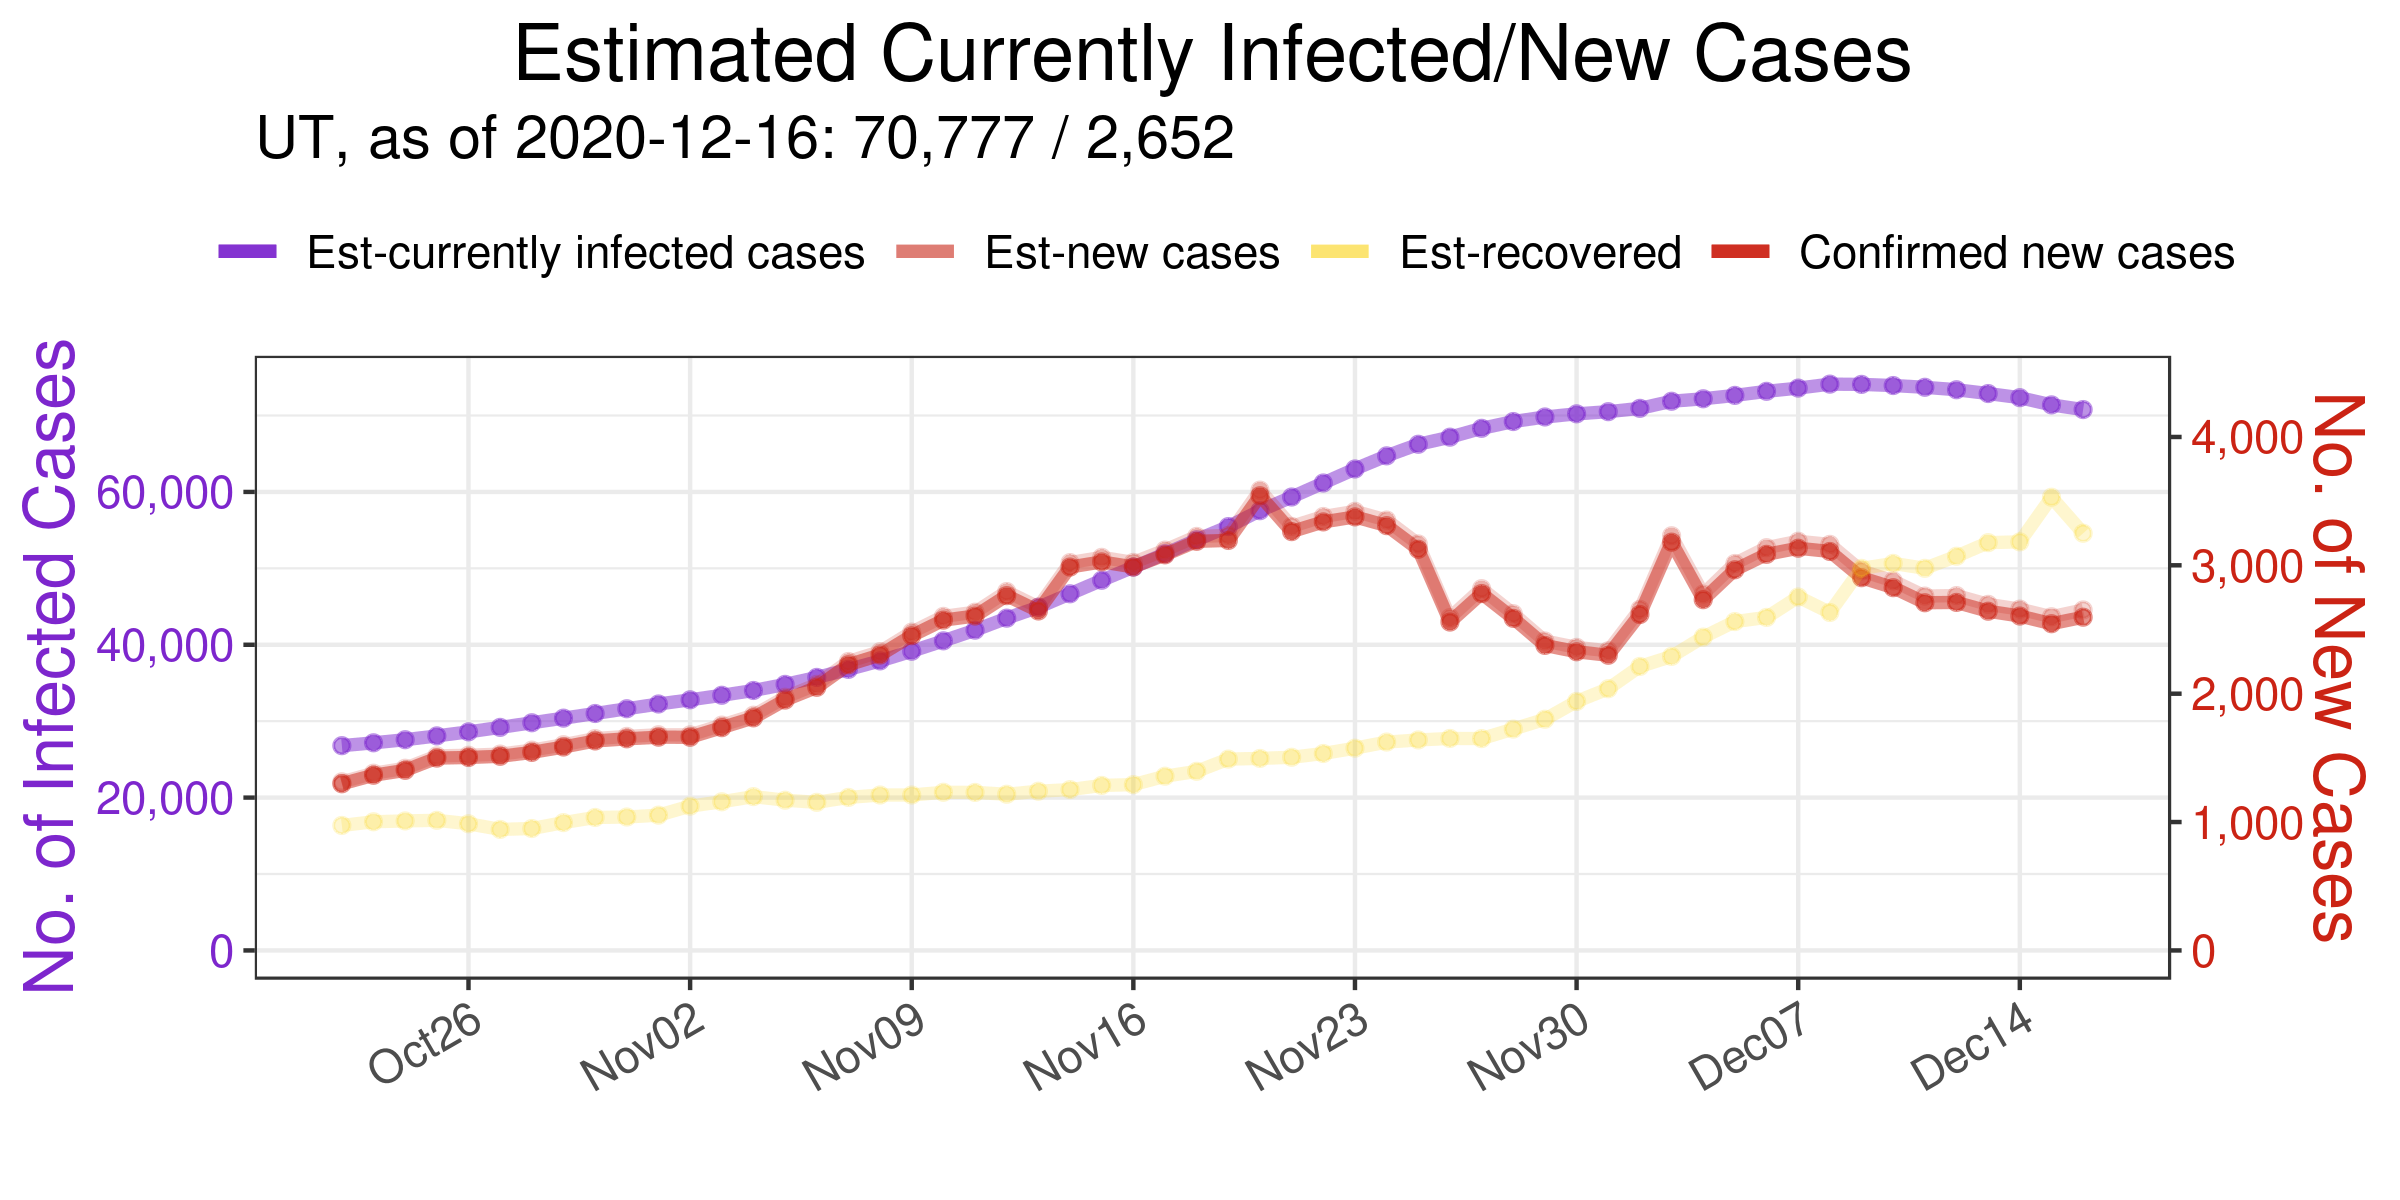 Estimated Currently Infected/New Cases
UT, as of 2020-12-16: 70,777 / 2,652
Est-currently infected cases Est-new cases Est-recovered Confirmed new cases
No. of Infected Cases
60,000
40,000
20,000
0
4,000
3,000
2,000
1,000
0
No. of New Cases
Oct26 Nov02 Nov09 Nov16 Nov23 Nov30 Dec07 Dec14